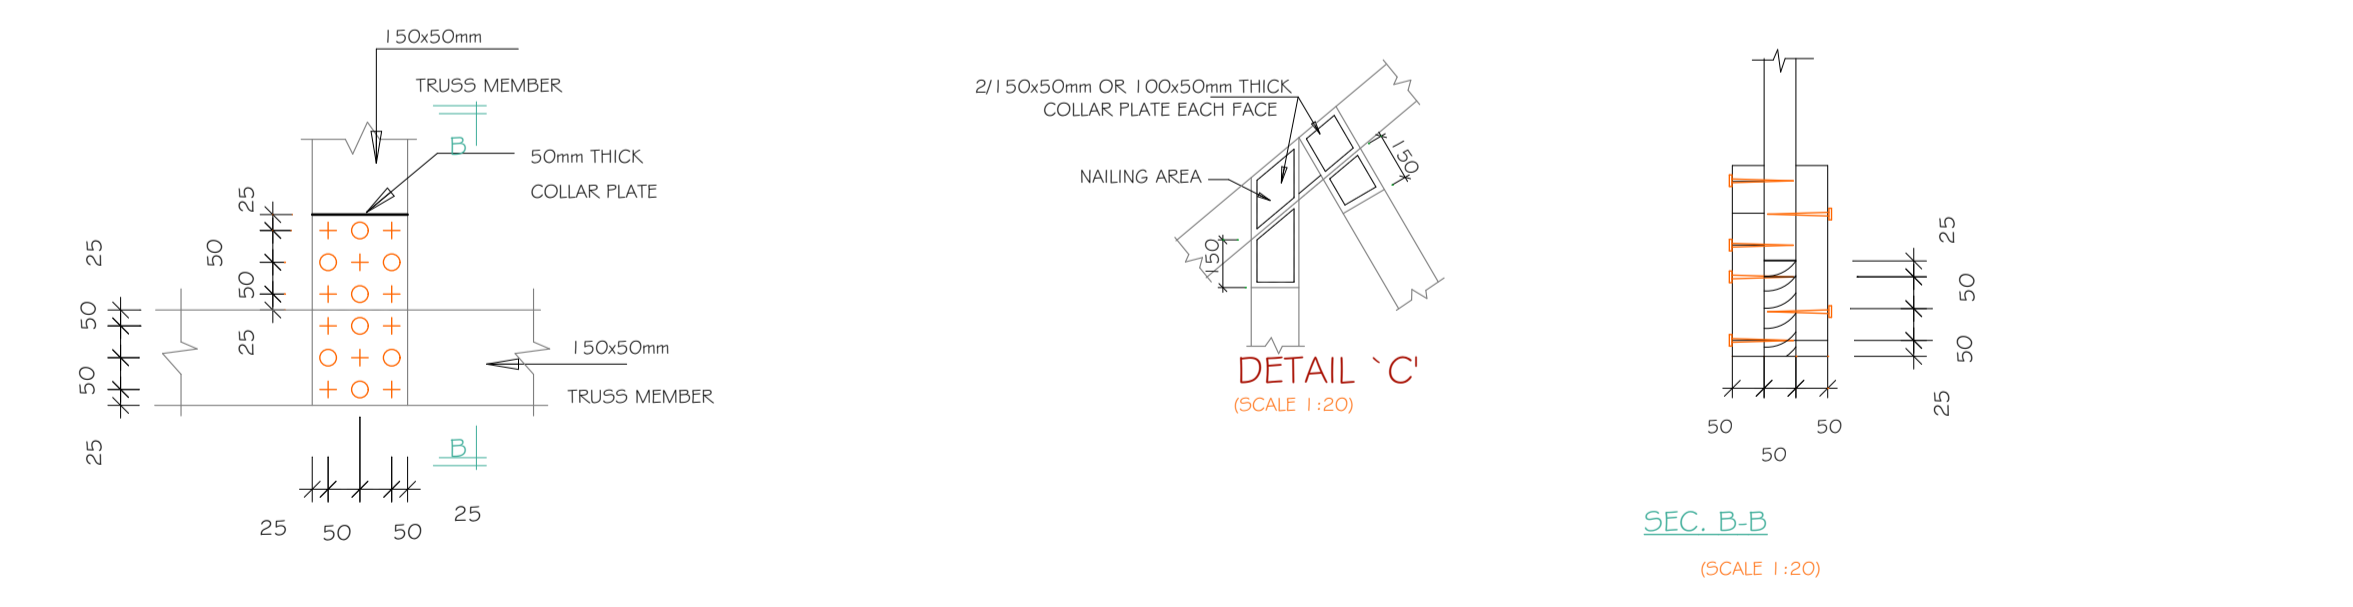 150x50mm
TRUSS MEMBER
B
50mm THICK
COLLAR PLATE
25
50
50
25
25
50
50
25
150x50mm
TRUSS MEMBER
B
25
50
50
25
2/150x50mm OR 100x50mm THICK
COLLAR PLATE EACH FACE
NAILING AREA
150
150
DETAIL `C'
(SCALE 1:20)
25
50
50
25
50
50
50
SEC. B-B
(SCALE 1:20)